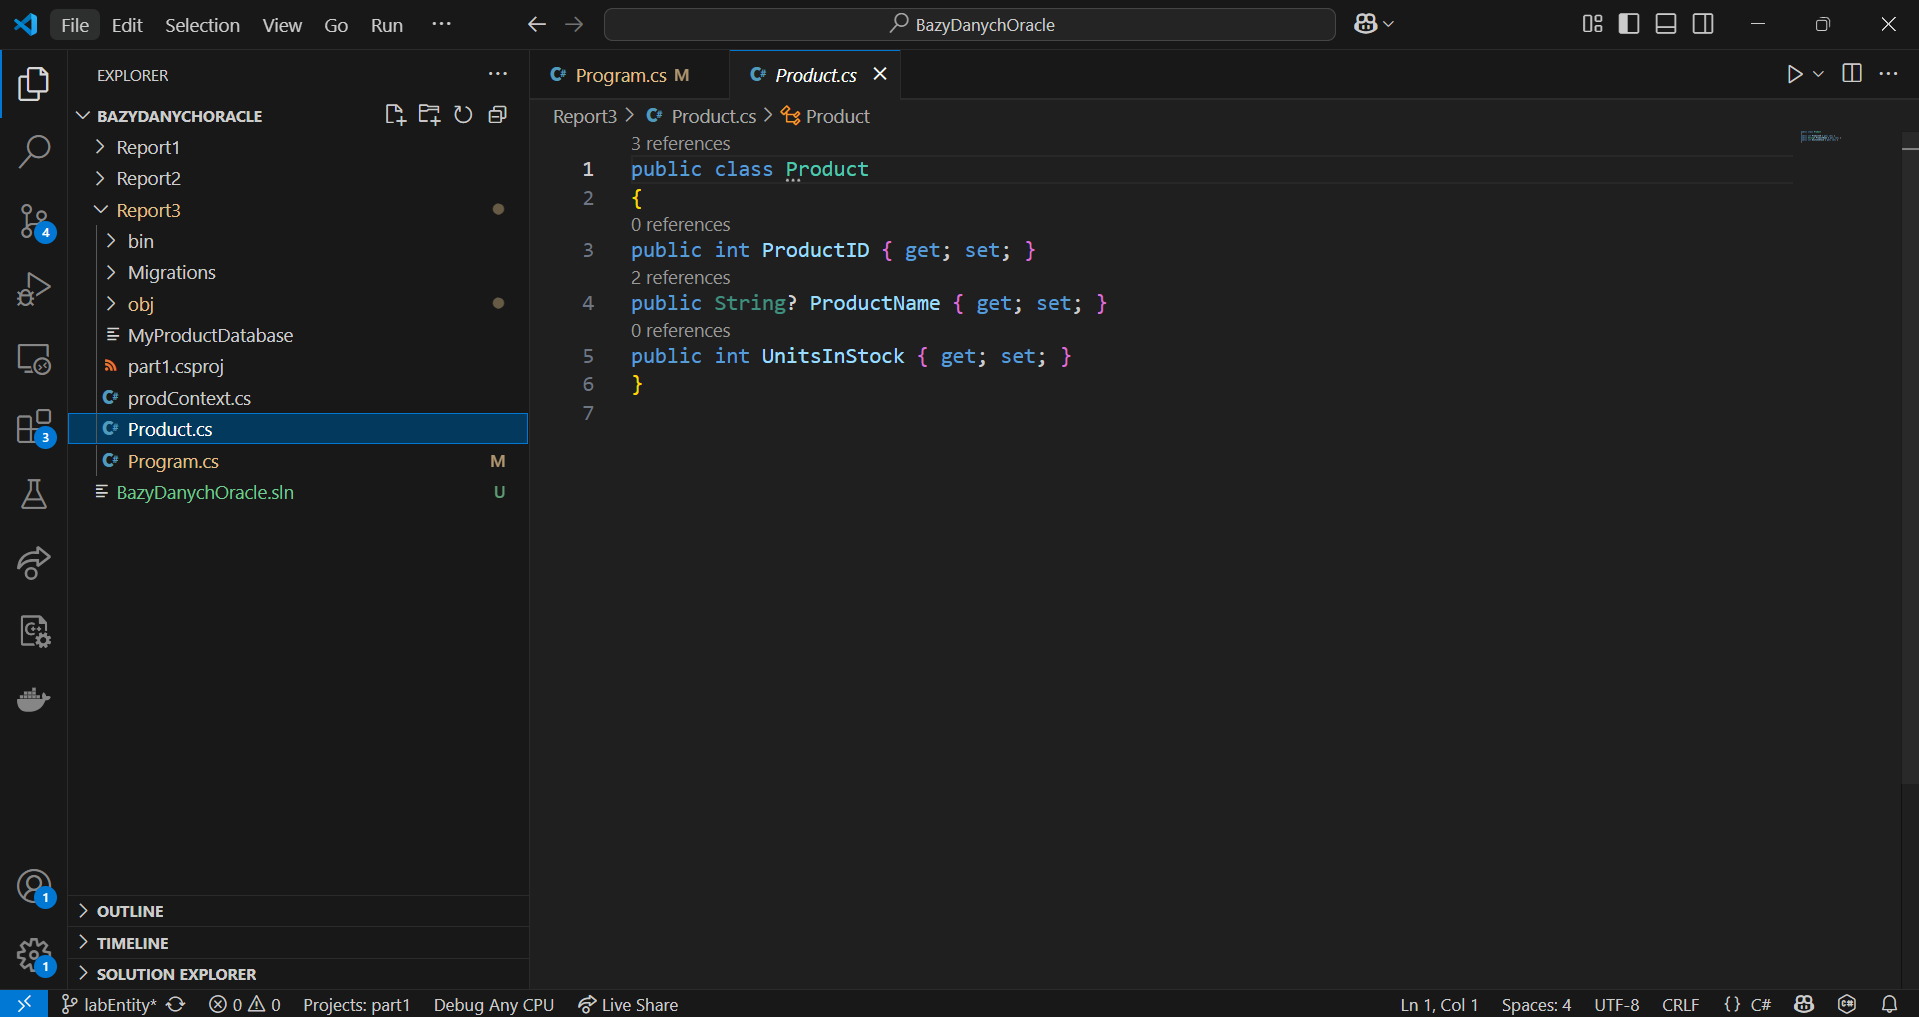 File Edit Selection View Go Run ···
BazyDanychOracle
EXPLORER
BAZYDANYCHORACLE
Report1
Report2
Report3
bin
Migrations
obj
MyProductDatabase
part1.csproj
C# prodContext.cs
C# Product.cs
C# Program.cs M
BazyDanychOracle.sln U
OUTLINE
TIMELINE
SOLUTION EXPLORER
4
3
1
1
C# Program.cs M
C# Product.cs
Report3 > C# Product.cs > Product
3 references
1 public class Product
2 {
0 references
3 public int ProductID { get; set; }
2 references
4 public String? ProductName { get; set; }
0 references
5 public int UnitsInStock { get; set; }
6 }
7
labEntity* 0 0 Projects: part1 Debug Any CPU Live Share Ln 1, Col 1 Spaces: 4 UTF-8 CRLF {} C#